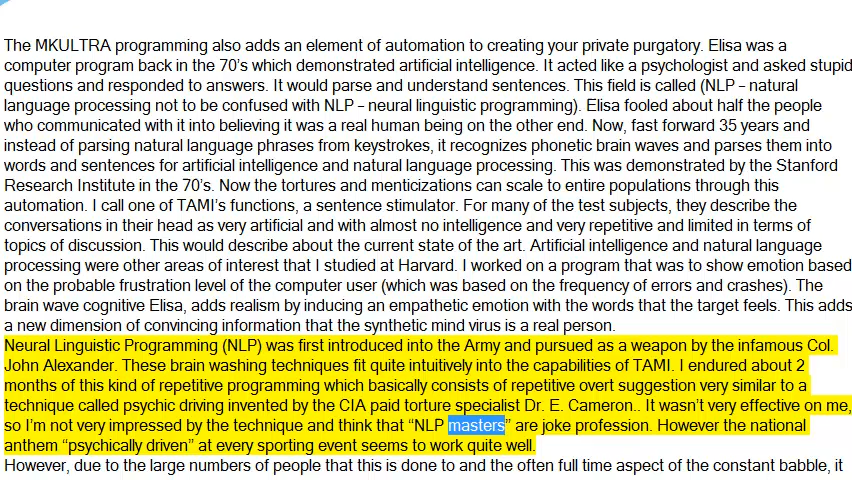 The MKULTRA programming also adds an element of automation to creating your private purgatory. Elisa was a
computer program back in the 70's which demonstrated artificial intelligence. It acted like a psychologist and asked stupid
questions and responded to answers. It would parse and understand sentences. This field is called (NLP – natural
language processing not to be confused with NLP – neural linguistic programming). Elisa fooled about half the people
who communicated with it into believing it was a real human being on the other end. Now, fast forward 35 years and
instead of parsing natural language phrases from keystrokes, it recognizes phonetic brain waves and parses them into
words and sentences for artificial intelligence and natural language processing. This was demonstrated by the Stanford
Research Institute in the 70's. Now the tortures and menticizations can scale to entire populations through this
automation. I call one of TAMI's functions, a sentence stimulator. For many of the test subjects, they describe the
conversations in their head as very artificial and with almost no intelligence and very repetitive and limited in terms of
topics of discussion. This would describe about the current state of the art. Artificial intelligence and natural language
processing were other areas of interest that I studied at Harvard. I worked on a program that was to show emotion based
on the probable frustration level of the computer user (which was based on the frequency of errors and crashes). The
brain wave cognitive Elisa, adds realism by inducing an empathetic emotion with the words that the target feels. This adds
a new dimension of convincing information that the synthetic mind virus is a real person.
Neural Linguistic Programming (NLP) was first introduced into the Army and pursued as a weapon by the infamous Col.
John Alexander. These brain washing techniques fit quite intuitively into the capabilities of TAMI. I endured about 2
months of this kind of repetitive programming which basically consists of repetitive overt suggestion very similar to a
technique called psychic driving invented by the CIA paid torture specialist Dr. E. Cameron.. It wasn't very effective on me,
so I'm not very impressed by the technique and think that “NLP masters” are joke profession. However the national
anthem “psychically driven” at every sporting event seems to work quite well.
However, due to the large numbers of people that this is done to and the often full time aspect of the constant babble, it